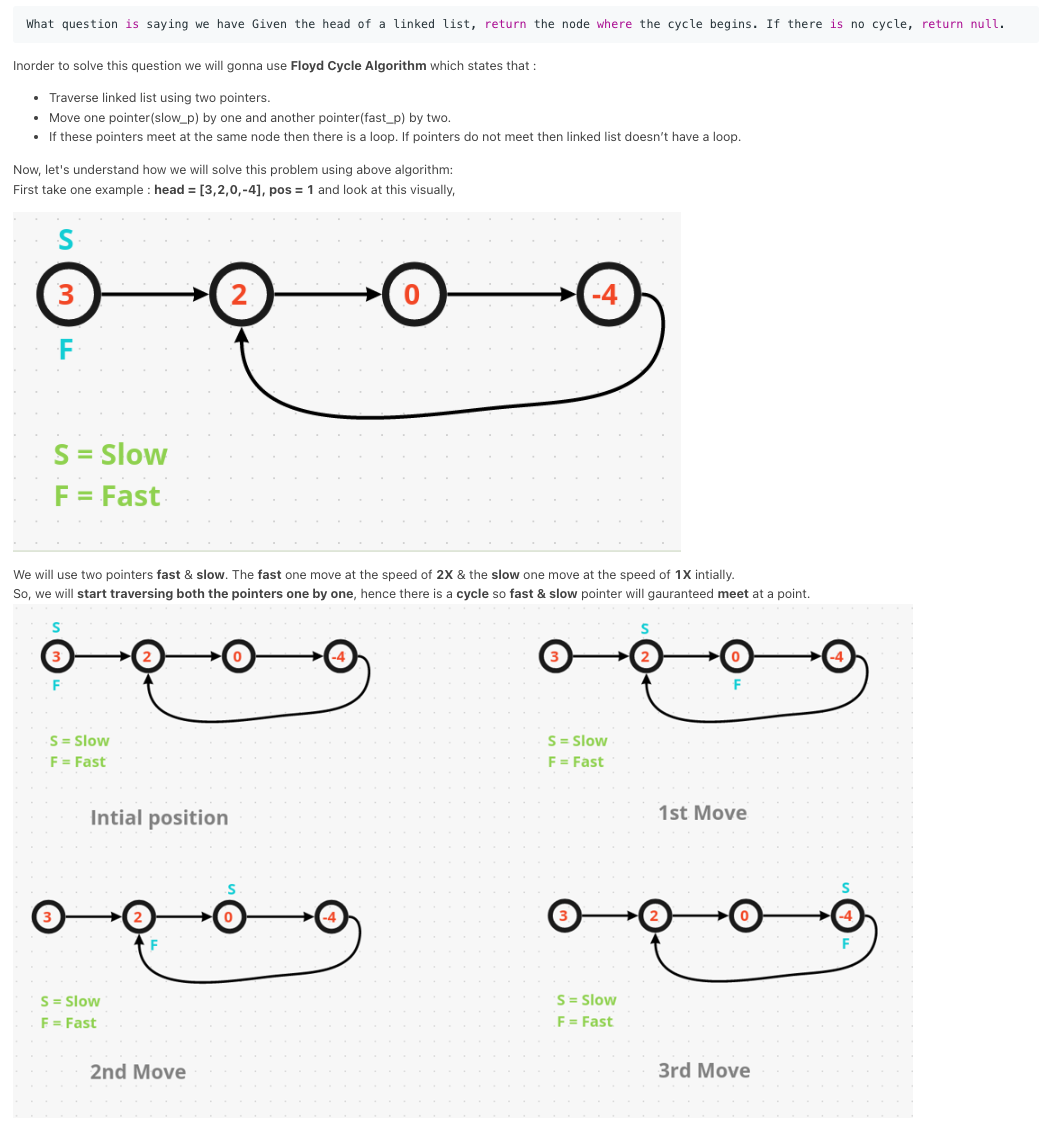 What question is saying we have Given the head of a linked list, return the node where the cycle begins. If there is no cycle, return null.
Inorder to solve this question we will gonna use Floyd Cycle Algorithm which states that :
• Traverse linked list using two pointers.
• Move one pointer(slow_p) by one and another pointer(fast_p) by two.
• If these pointers meet at the same node then there is a loop. If pointers do not meet then linked list doesn't have a loop.
Now, let's understand how we will solve this problem using above algorithm:
First take one example : head = [3,2,0,-4], pos = 1 and look at this visually,
S
3 2 0 -4
F
S = Slow
F = Fast
We will use two pointers fast & slow. The fast one move at the speed of 2X & the slow one move at the speed of 1X intially.
So, we will start traversing both the pointers one by one, hence there is a cycle so fast & slow pointer will gauranteed meet at a point.
S
3 2 0 -4
F
S = Slow
F = Fast
Intial position
S
3 2 0 -4
F
S = Slow
F = Fast
1st Move
S
3 2 0 -4
F
S = Slow
F = Fast
2nd Move
S
3 2 0 -4
F
S = Slow
F = Fast
3rd Move